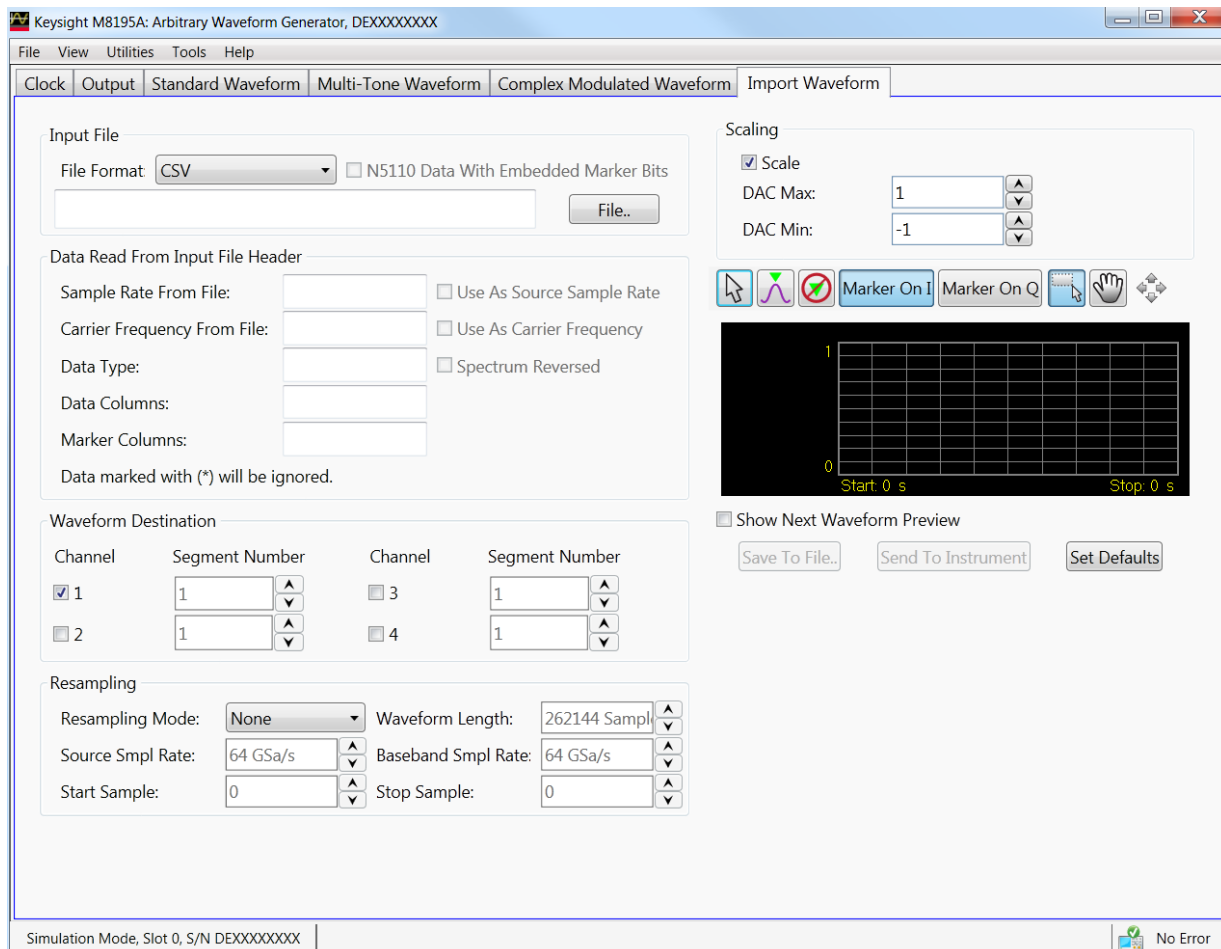 Keysight M8195A: Arbitrary Waveform Generator, DEXXXXXXXX
File View Utilities Tools Help
Clock Output Standard Waveform Multi-Tone Waveform Complex Modulated Waveform Import Waveform
Input File
File Format: CSV N5110 Data With Embedded Marker Bits
File..
Data Read From Input File Header
Sample Rate From File: Use As Source Sample Rate
Carrier Frequency From File: Use As Carrier Frequency
Data Type: Spectrum Reversed
Data Columns:
Marker Columns:
Data marked with (*) will be ignored.
Waveform Destination
Channel Segment Number Channel Segment Number
1 1 3 1
2 1 4 1
Resampling
Resampling Mode: None Waveform Length: 262144 Sampl
Source Smpl Rate: 64 GSa/s Baseband Smpl Rate: 64 GSa/s
Start Sample: 0 Stop Sample: 0
Scaling
Scale
DAC Max: 1
DAC Min: -1
Marker On I Marker On Q
1
0
Start: 0 s Stop: 0 s
Show Next Waveform Preview
Save To File.. Send To Instrument Set Defaults
Simulation Mode, Slot 0, S/N DEXXXXXXXX No Error